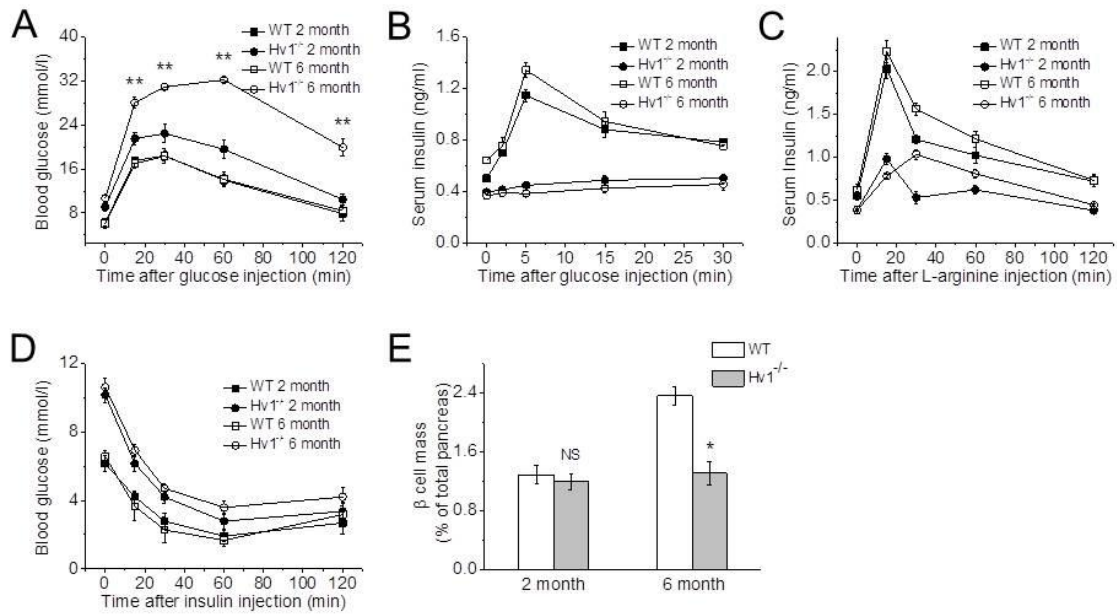 A
Blood glucose (mmol/l)
40
32
24
16
8
**
**
**
**
WT 2 month
Hv1⁻/⁻ 2 month
WT 6 month
Hv1⁻/⁻ 6 month
0 20 40 60 80 100 120
Time after glucose injection (min)
B
Serum insulin (ng/ml)
1.6
1.2
0.8
0.4
0.0
WT 2 month
Hv1⁻/⁻ 2 month
WT 6 month
Hv1⁻/⁻ 6 month
0 5 10 15 20 25 30
Time after glucose injection (min)
C
Serum Insulin (ng/ml)
2.0
1.5
1.0
0.5
0.0
WT 2 month
Hv1⁻/⁻ 2 month
WT 6 month
Hv1⁻/⁻ 6 month
0 20 40 60 80 100 120
Time after L-arginine injection (min)
D
Blood glucose (mmol/l)
12
8
4
0
WT 2 month
Hv1⁻/⁻ 2 month
WT 6 month
Hv1⁻/⁻ 6 month
0 20 40 60 80 100 120
Time after insulin injection (min)
E
β cell mass
(% of total pancreas)
2.4
1.8
1.2
0.6
0.0
WT
Hv1⁻/⁻
NS
*
2 month 6 month